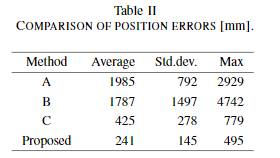 Table II
COMPARISON OF POSITION ERRORS [mm].
Method Average Std.dev. Max
A 1985 792 2929
B 1787 1497 4742
C 425 278 779
Proposed 241 145 495